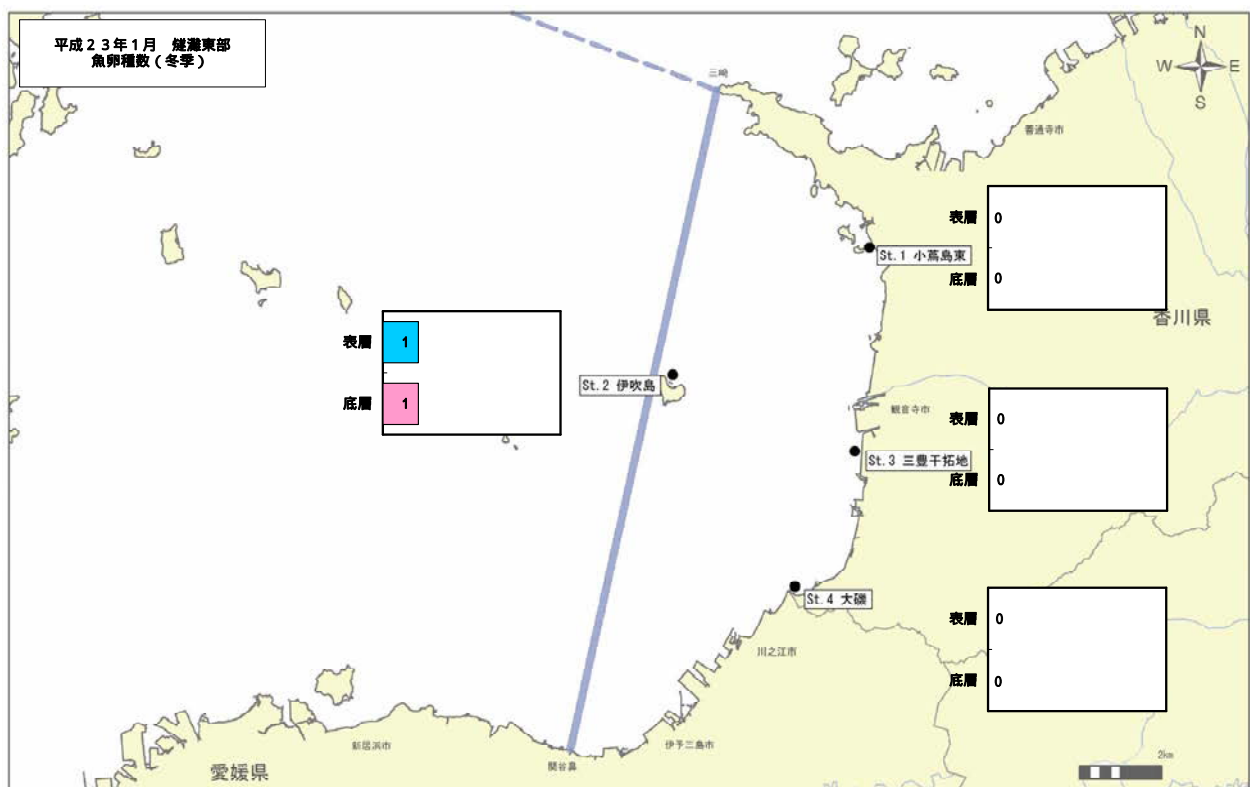 平成２３年１月　燧灘東部
魚卵種数（冬季）
三崎
N
W
E
S
善通寺市
表層 0
底層 0
St.1 小蔦島東
香川県
表層 1
底層 1
St.2 伊吹島
観音寺市
表層 0
底層 0
St.3 三豊干拓地
St.4 大磯
表層 0
底層 0
川之江市
伊予三島市
新居浜市
関谷鼻
愛媛県
2km